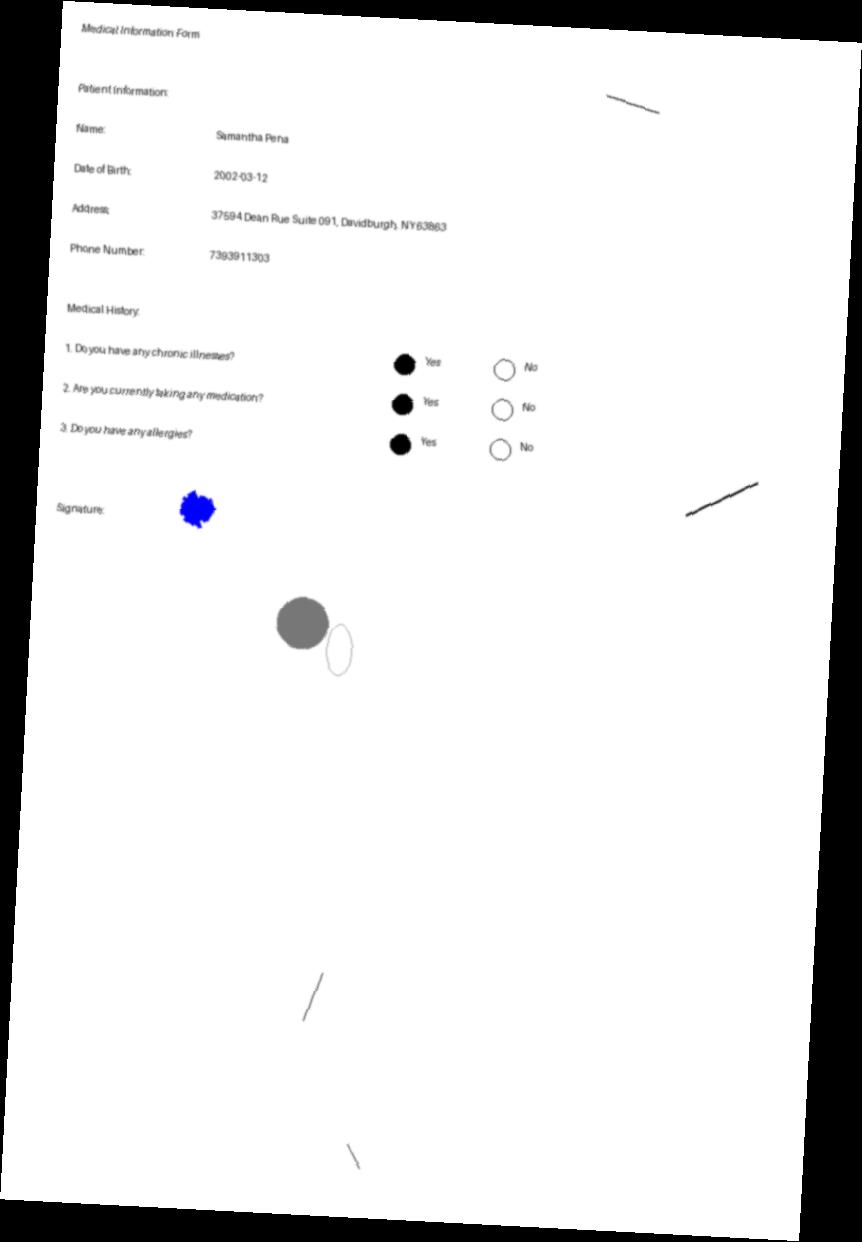 Medical Information Form
Patient Information:
Name: Samantha Pena
Date of Birth: 2002-03-12
Address: 37594 Dean Rue Suite 091, Davidburgh, NY 63863
Phone Number: 7393911303
Medical History:
1. Do you have any chronic illnesses? Yes No
2. Are you currently taking any medication? Yes No
3. Do you have any allergies? Yes No
Signature: